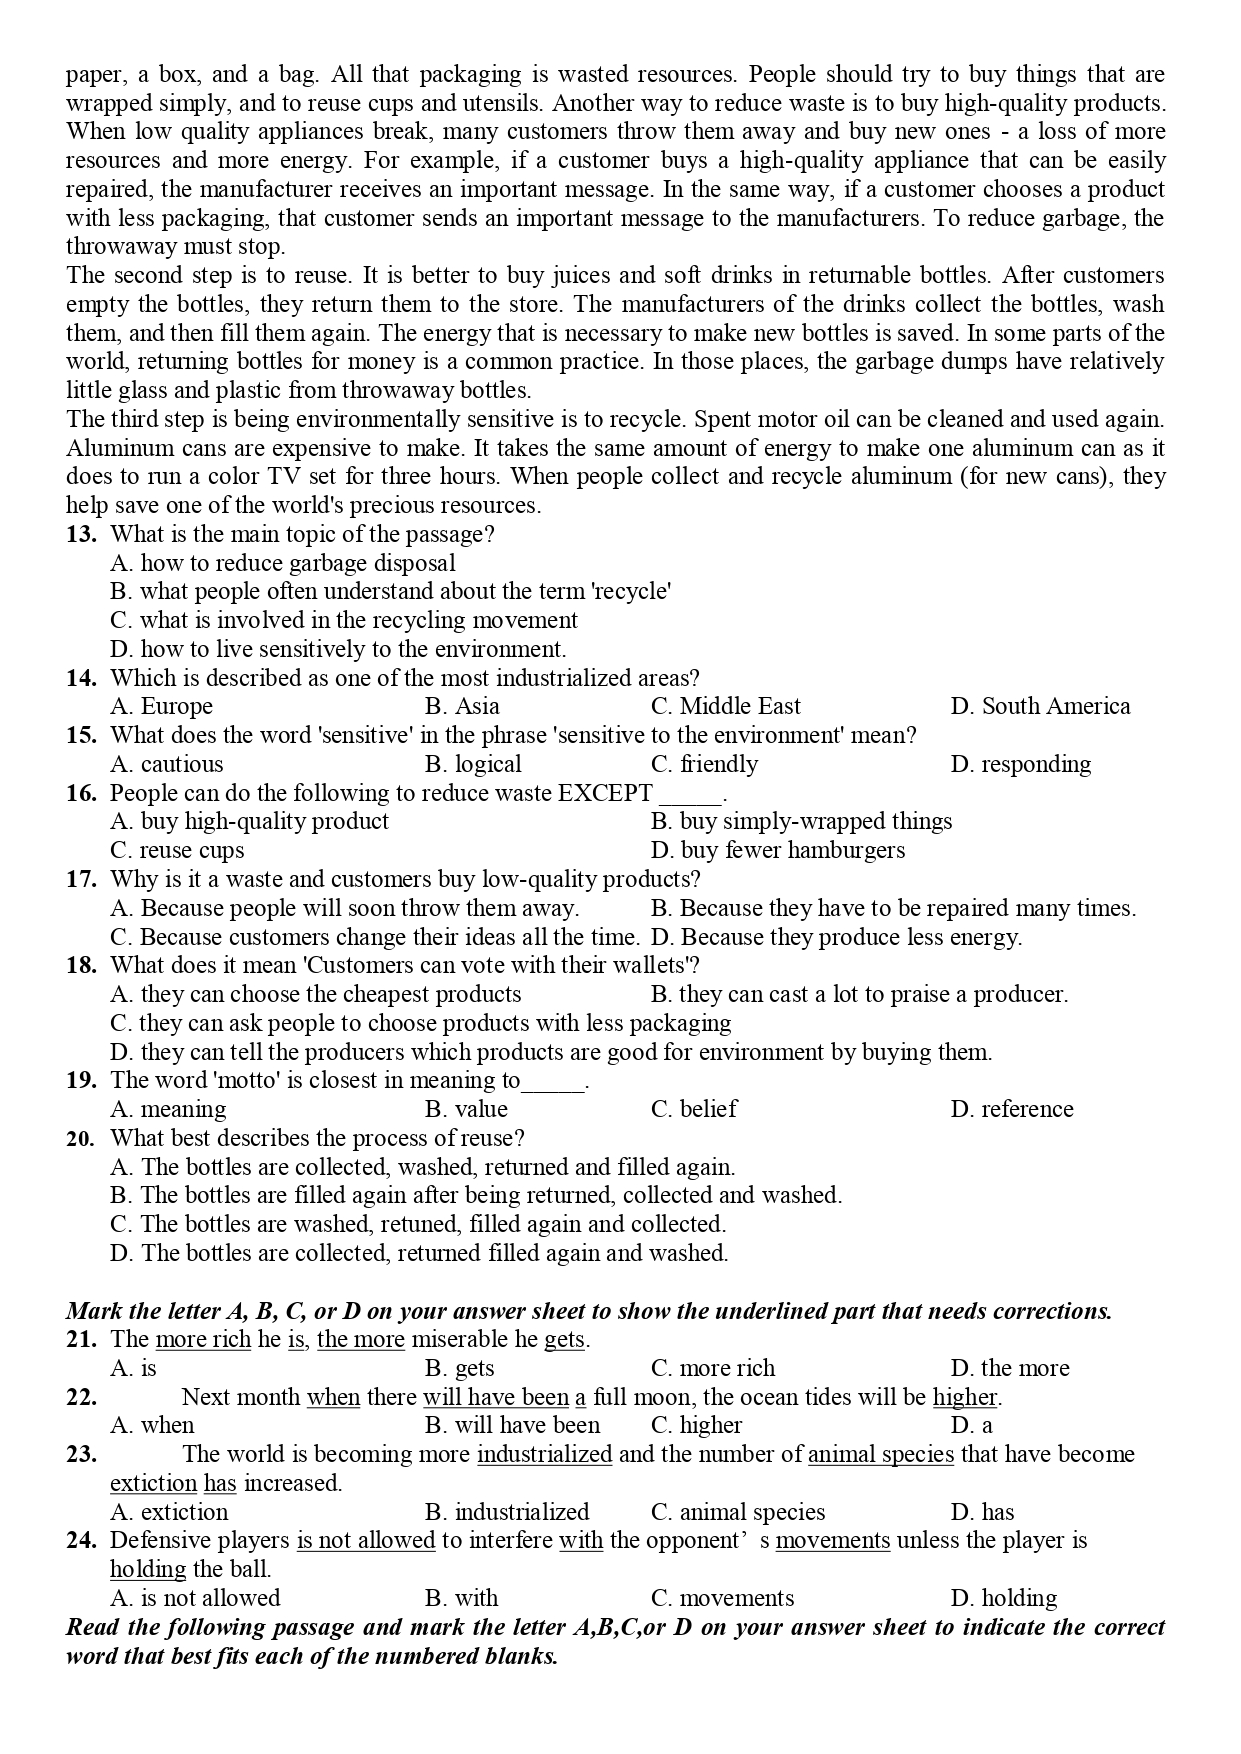 paper, a box, and a bag. All that packaging is wasted resources. People should try to buy things that are
wrapped simply, and to reuse cups and utensils. Another way to reduce waste is to buy high-quality products.
When low quality appliances break, many customers throw them away and buy new ones - a loss of more
resources and more energy. For example, if a customer buys a high-quality appliance that can be easily
repaired, the manufacturer receives an important message. In the same way, if a customer chooses a product
with less packaging, that customer sends an important message to the manufacturers. To reduce garbage, the
throwaway must stop.
The second step is to reuse. It is better to buy juices and soft drinks in returnable bottles. After customers
empty the bottles, they return them to the store. The manufacturers of the drinks collect the bottles, wash
them, and then fill them again. The energy that is necessary to make new bottles is saved. In some parts of the
world, returning bottles for money is a common practice. In those places, the garbage dumps have relatively
little glass and plastic from throwaway bottles.
The third step is being environmentally sensitive is to recycle. Spent motor oil can be cleaned and used again.
Aluminum cans are expensive to make. It takes the same amount of energy to make one aluminum can as it
does to run a color TV set for three hours. When people collect and recycle aluminum (for new cans), they
help save one of the world's precious resources.
13. What is the main topic of the passage?
A. how to reduce garbage disposal
B. what people often understand about the term 'recycle'
C. what is involved in the recycling movement
D. how to live sensitively to the environment.
14. Which is described as one of the most industrialized areas?
A. Europe B. Asia C. Middle East D. South America
15. What does the word 'sensitive' in the phrase 'sensitive to the environment' mean?
A. cautious B. logical C. friendly D. responding
16. People can do the following to reduce waste EXCEPT _____.
A. buy high-quality product B. buy simply-wrapped things
C. reuse cups D. buy fewer hamburgers
17. Why is it a waste and customers buy low-quality products?
A. Because people will soon throw them away. B. Because they have to be repaired many times.
C. Because customers change their ideas all the time. D. Because they produce less energy.
18. What does it mean 'Customers can vote with their wallets'?
A. they can choose the cheapest products B. they can cast a lot to praise a producer.
C. they can ask people to choose products with less packaging
D. they can tell the producers which products are good for environment by buying them.
19. The word 'motto' is closest in meaning to_____.
A. meaning B. value C. belief D. reference
20. What best describes the process of reuse?
A. The bottles are collected, washed, returned and filled again.
B. The bottles are filled again after being returned, collected and washed.
C. The bottles are washed, retuned, filled again and collected.
D. The bottles are collected, returned filled again and washed.
Mark the letter A, B, C, or D on your answer sheet to show the underlined part that needs corrections.
21. The more rich he is, the more miserable he gets.
A. is B. gets C. more rich D. the more
22. Next month when there will have been a full moon, the ocean tides will be higher.
A. when B. will have been C. higher D. a
23. The world is becoming more industrialized and the number of animal species that have become
extiction has increased.
A. extiction B. industrialized C. animal species D. has
24. Defensive players is not allowed to interfere with the opponent’ s movements unless the player is
holding the ball.
A. is not allowed B. with C. movements D. holding
Read the following passage and mark the letter A,B,C,or D on your answer sheet to indicate the correct
word that best fits each of the numbered blanks.